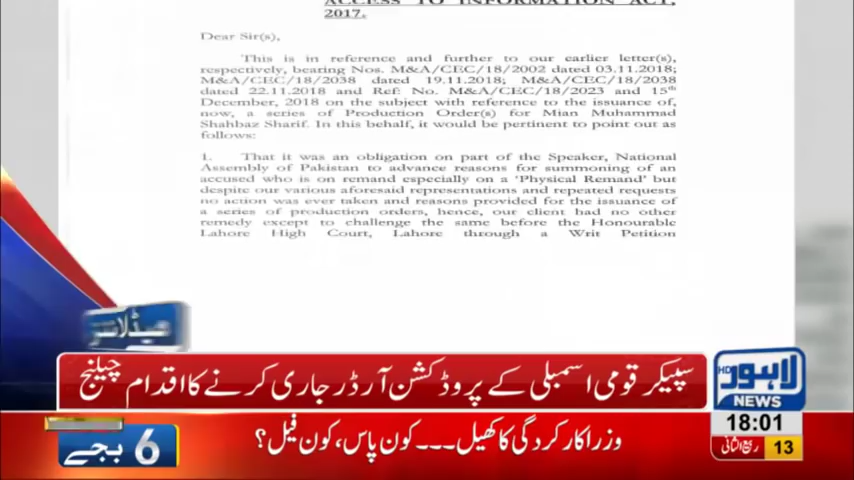 ACCESS TO INFORMATION ACT,
2017.
Dear Sir(s),
This is in reference and further to our earlier letter(s),
respectively, bearing Nos. M&A/CEC/18/2002 dated 03.11.2018;
M&A/CEC/18/2038 dated 19.11.2018; M&A/CEC/18/2038
dated 22.11.2018 and Ref: No. M&A/CEC/18/2023 and 15th
December, 2018 on the subject with reference to the issuance of,
now, a series of Production Order(s) for Mian Muhammad
Shahbaz Sharif. In this behalf, it would be pertinent to point out as
follows:
1. That it was an obligation on part of the Speaker, National
Assembly of Pakistan to advance reasons for summoning of an
accused who is on remand especially on a 'Physical Remand' but
despite our various aforesaid representations and repeated requests
no action was ever taken and reasons provided for the issuance of
a series of production orders, hence, our client had no other
remedy except to challenge the same before the Honourable
Lahore High Court, Lahore through a Writ Petition
ہیڈلائنز
سپیکر قومی اسمبلی کے پروڈکشن آرڈر جاری کرنے کا اقدام چیلنج
لاہور HD
NEWS
18:01
13 ربیع الثانی
وزرا کارکردگی کا کھیل ۔۔۔ کون پاس، کون فیل؟
6 بجے